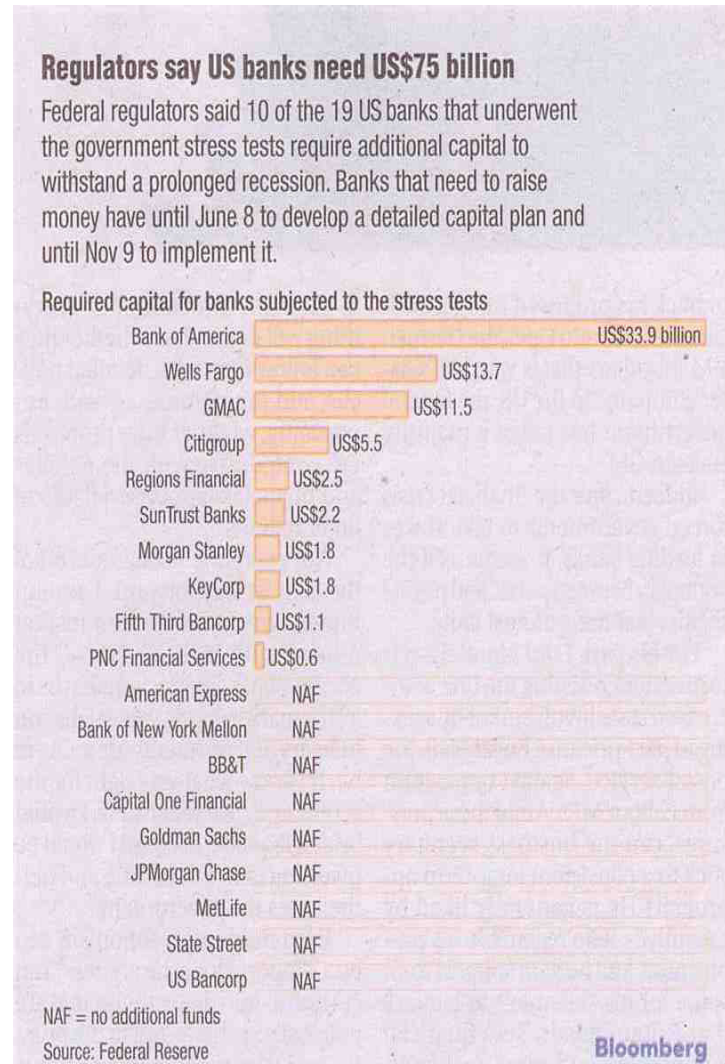 Regulators say US banks need US$75 billion
Federal regulators said 10 of the 19 US banks that underwent
the government stress tests require additional capital to
withstand a prolonged recession. Banks that need to raise
money have until June 8 to develop a detailed capital plan and
until Nov 9 to implement it.
Required capital for banks subjected to the stress tests
Bank of America US$33.9 billion
Wells Fargo US$13.7
GMAC US$11.5
Citigroup US$5.5
Regions Financial US$2.5
SunTrust Banks US$2.2
Morgan Stanley US$1.8
KeyCorp US$1.8
Fifth Third Bancorp US$1.1
PNC Financial Services US$0.6
American Express NAF
Bank of New York Mellon NAF
BB&T NAF
Capital One Financial NAF
Goldman Sachs NAF
JPMorgan Chase NAF
MetLife NAF
State Street NAF
US Bancorp NAF
NAF = no additional funds
Source: Federal Reserve
Bloomberg